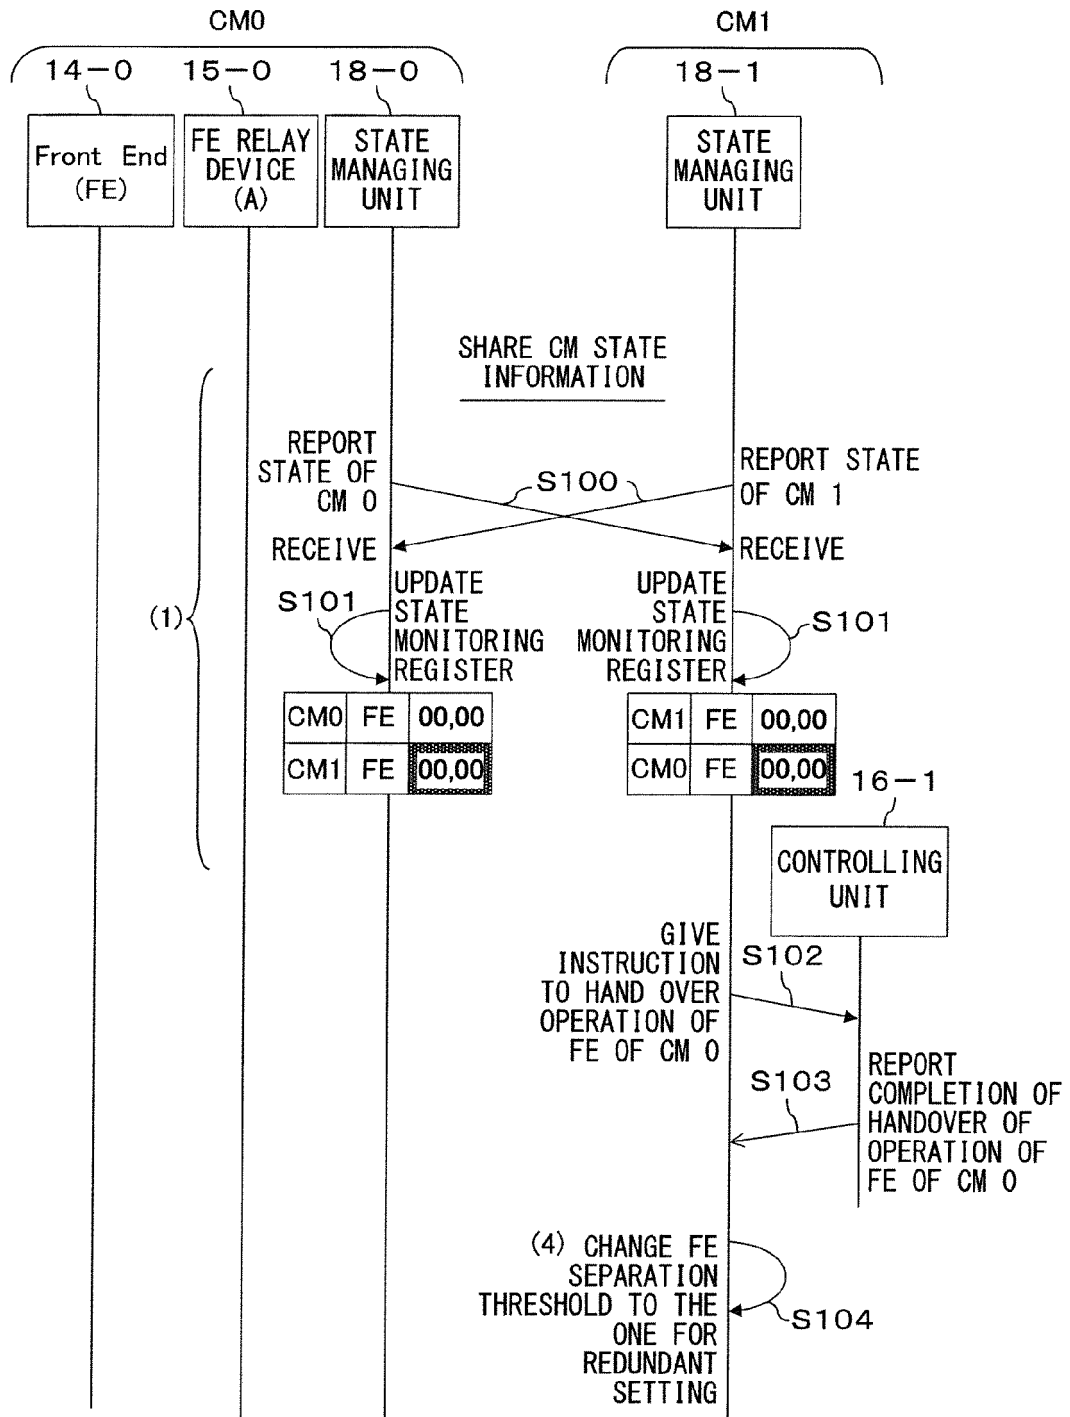 CM0
CM1
14-0
15-0
18-0
18-1
Front End
(FE)
FE RELAY
DEVICE
(A)
STATE
MANAGING
UNIT
STATE
MANAGING
UNIT
SHARE CM STATE
INFORMATION
REPORT
STATE OF
CM 0
S100
REPORT STATE
OF CM 1
RECEIVE
RECEIVE
(1)
S101
UPDATE
STATE
MONITORING
REGISTER
UPDATE
STATE
MONITORING
REGISTER
S101
CM0 FE 00,00
CM1 FE 00,00
CM1 FE 00,00
CM0 FE 00,00
16-1
CONTROLLING
UNIT
GIVE
INSTRUCTION
TO HAND OVER
OPERATION OF
FE OF CM 0
S102
S103
REPORT
COMPLETION OF
HANDOVER OF
OPERATION OF
FE OF CM 0
(4) CHANGE FE
SEPARATION
THRESHOLD TO THE
ONE FOR
REDUNDANT
SETTING
S104